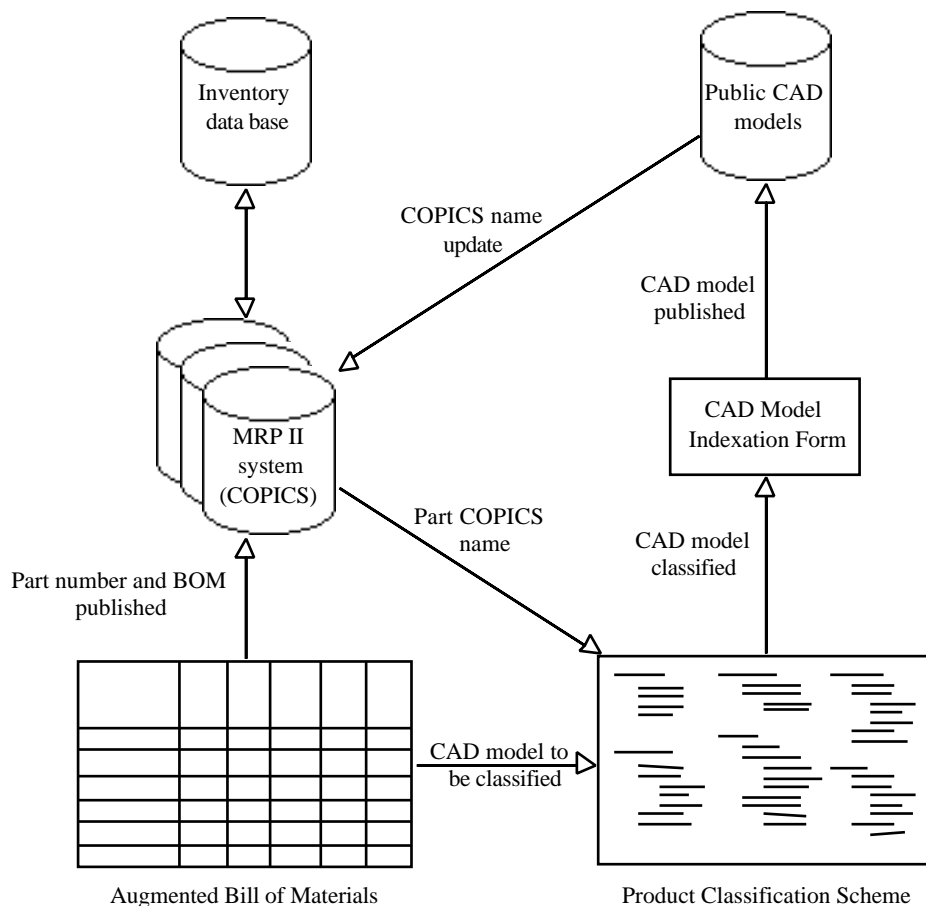 Inventory
data base
Public CAD
models
COPICS name
update
CAD model
published
CAD Model
Indexation Form
MRP II
system
(COPICS)
Part COPICS
name
CAD model
classified
Part number and BOM
published
CAD model to
be classified
Augmented Bill of Materials
Product Classification Scheme